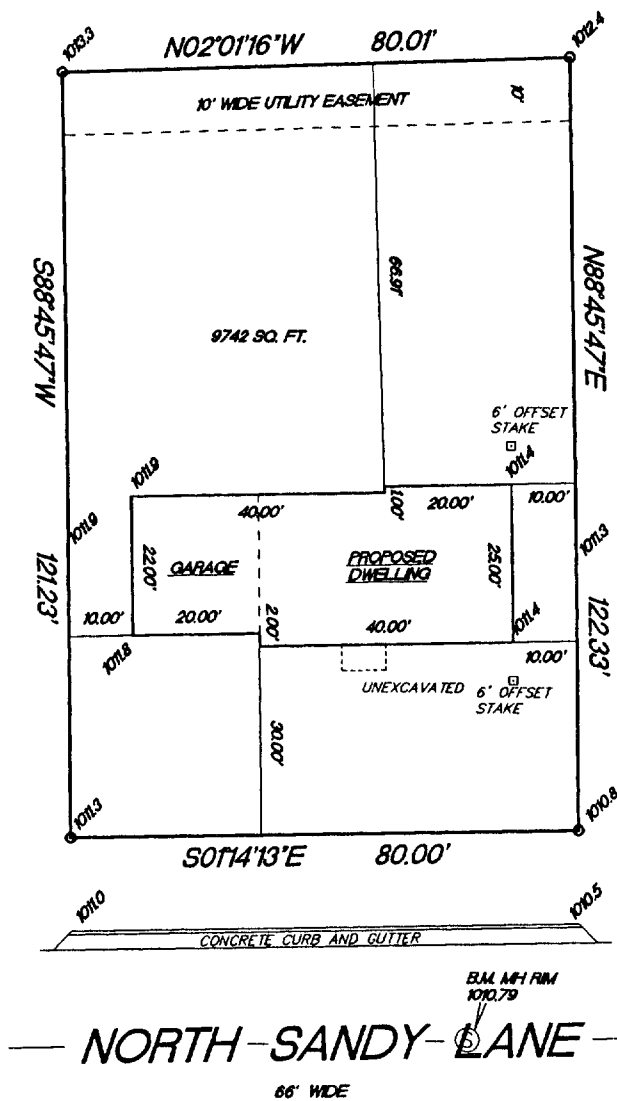 1013.3
N02°01'16"W 80.01'
1012.4
10' WIDE UTILITY EASEMENT
10'
S88°45'47"W
121.23'
N88°45'47"E
122.33'
66.91'
9742 SQ. FT.
6' OFFSET
STAKE
1011.9
1011.4
1011.9
40.00'
1.00'
20.00'
10.00'
1011.3
22.00'
GARAGE
PROPOSED
DWELLING
25.00'
10.00'
20.00'
2.00'
40.00'
1011.4
10.00'
1011.8
UNEXCAVATED
6' OFFSET
STAKE
30.00'
1011.3
1010.8
S01°14'13"E 80.00'
1011.0
1010.5
CONCRETE CURB AND GUTTER
B.M. MH RIM
1010.79
NORTH SANDY LANE
S
66' WIDE